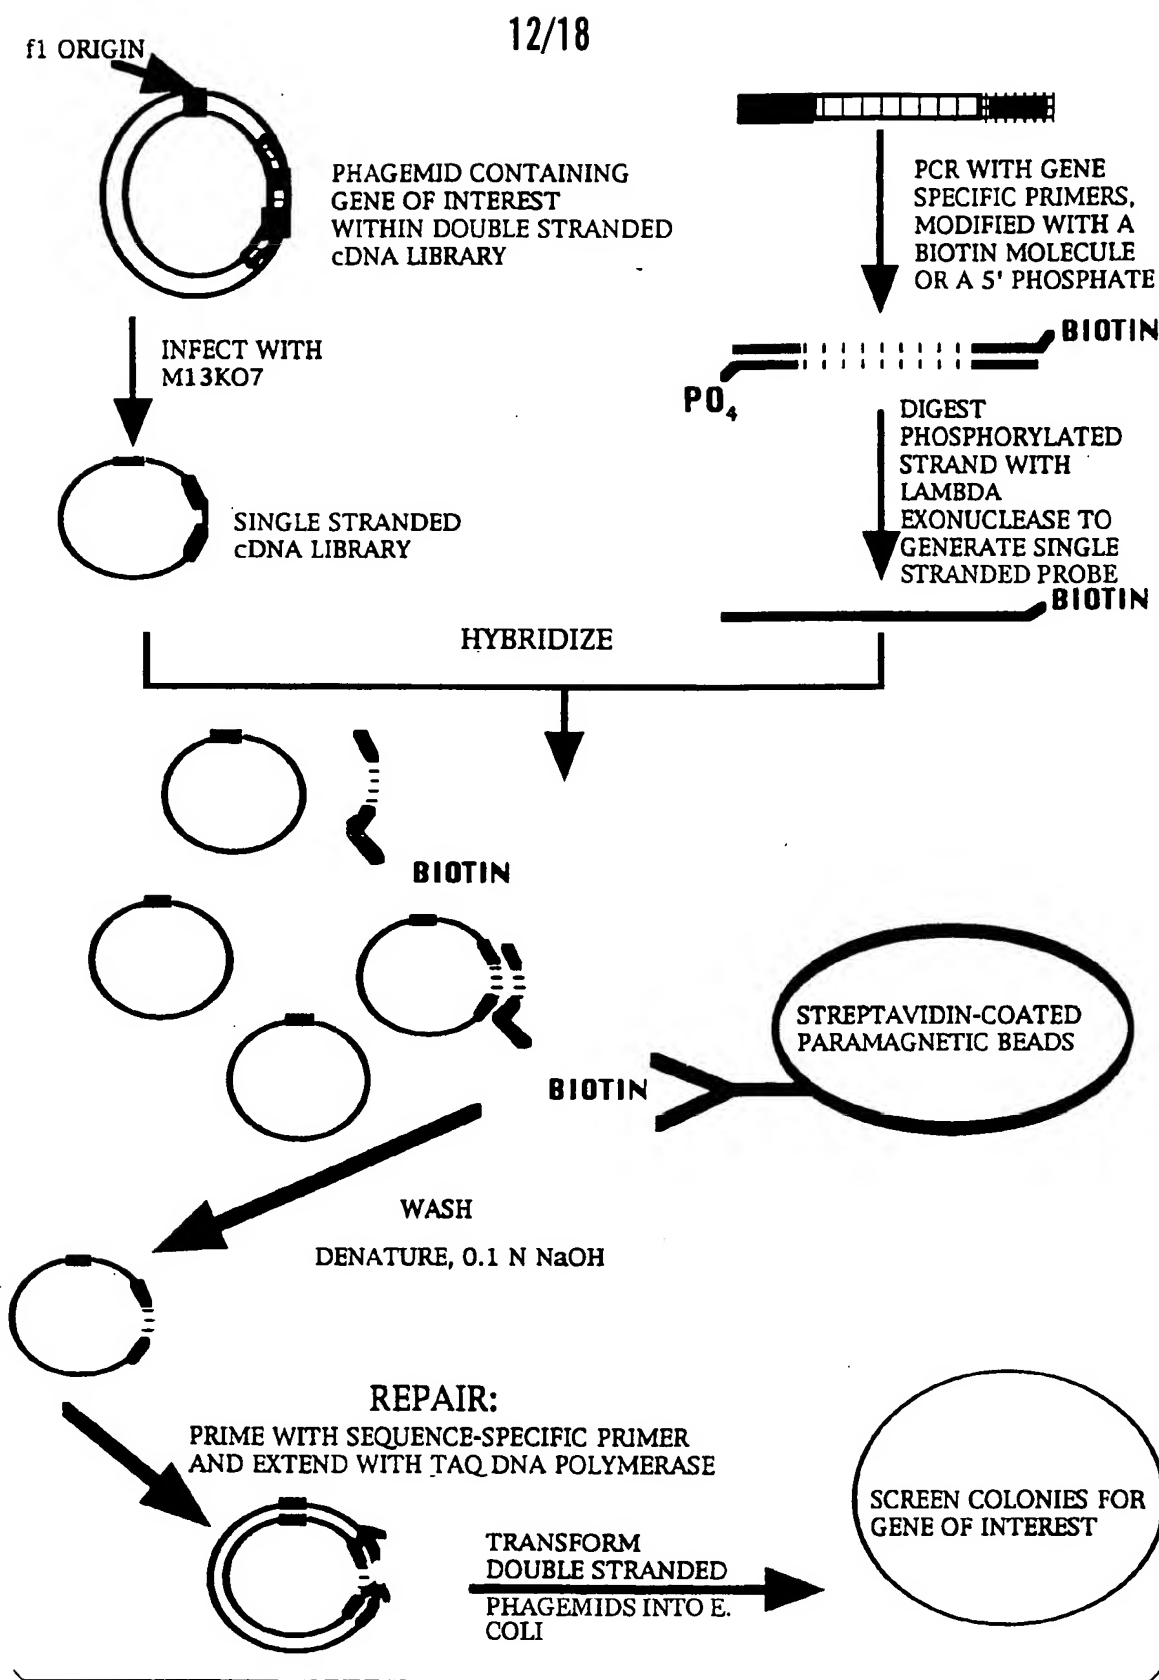 12/18
f1 ORIGIN
PHAGEMID CONTAINING
GENE OF INTEREST
WITHIN DOUBLE STRANDED
cDNA LIBRARY
INFECT WITH
M13KO7
SINGLE STRANDED
cDNA LIBRARY
PCR WITH GENE
SPECIFIC PRIMERS,
MODIFIED WITH A
BIOTIN MOLECULE
OR A 5' PHOSPHATE
BIOTIN
PO4
DIGEST
PHOSPHORYLATED
STRAND WITH
LAMBDA
EXONUCLEASE TO
GENERATE SINGLE
STRANDED PROBE
BIOTIN
HYBRIDIZE
BIOTIN
STREPTAVIDIN-COATED
PARAMAGNETIC BEADS
BIOTIN
WASH
DENATURE, 0.1 N NaOH
REPAIR:
PRIME WITH SEQUENCE-SPECIFIC PRIMER
AND EXTEND WITH TAQ DNA POLYMERASE
TRANSFORM
DOUBLE STRANDED
PHAGEMIDS INTO E.
COLI
SCREEN COLONIES FOR
GENE OF INTEREST